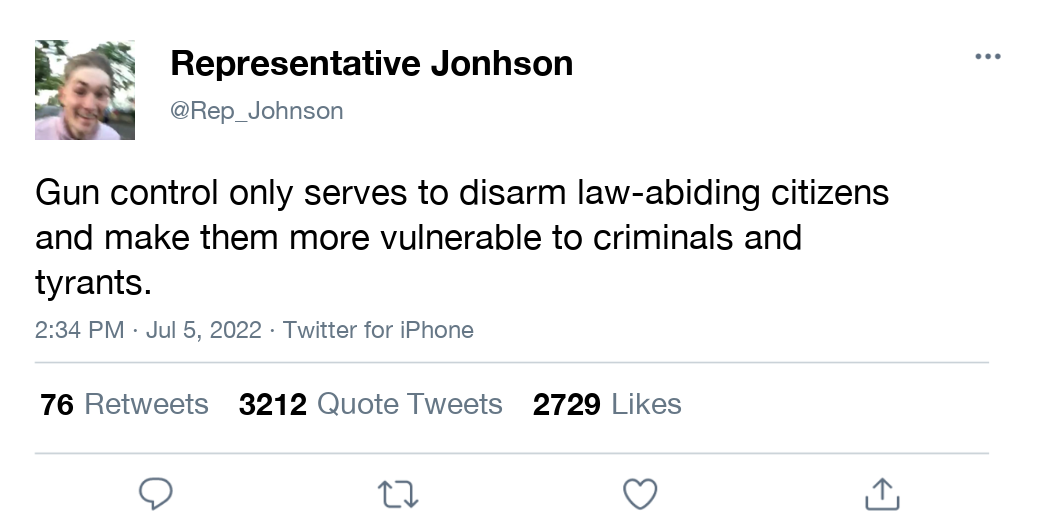 Representative Jonhson
@Rep_Johnson
Gun control only serves to disarm law-abiding citizens
and make them more vulnerable to criminals and
tyrants.
2:34 PM · Jul 5, 2022 · Twitter for iPhone
76 Retweets 3212 Quote Tweets 2729 Likes